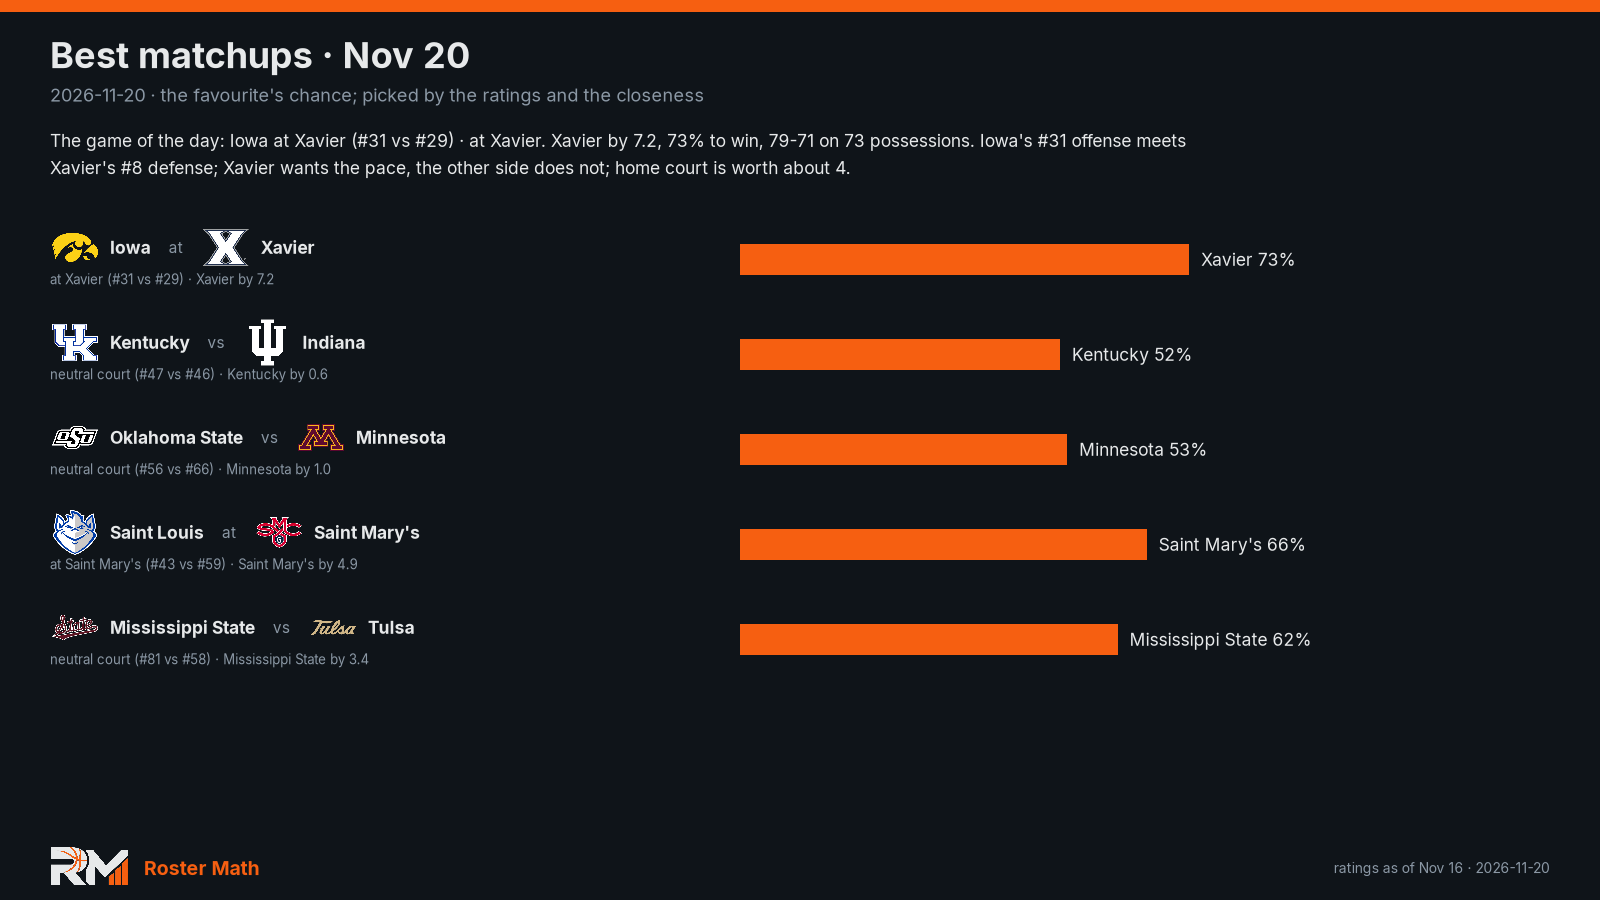 Best matchups · Nov 20
2026-11-20 · the favourite's chance; picked by the ratings and the closeness
The game of the day: Iowa at Xavier (#31 vs #29) · at Xavier. Xavier by 7.2, 73% to win, 79-71 on 73 possessions. Iowa's #31 offense meets
Xavier's #8 defense; Xavier wants the pace, the other side does not; home court is worth about 4.
Iowa at Xavier
at Xavier (#31 vs #29) · Xavier by 7.2
Xavier 73%
Kentucky vs Indiana
neutral court (#47 vs #46) · Kentucky by 0.6
Kentucky 52%
OSU Oklahoma State vs Minnesota
neutral court (#56 vs #66) · Minnesota by 1.0
Minnesota 53%
Saint Louis at Saint Mary's
at Saint Mary's (#43 vs #59) · Saint Mary's by 4.9
Saint Mary's 66%
Mississippi State vs Tulsa Tulsa
neutral court (#81 vs #58) · Mississippi State by 3.4
Mississippi State 62%
RM Roster Math
ratings as of Nov 16 · 2026-11-20